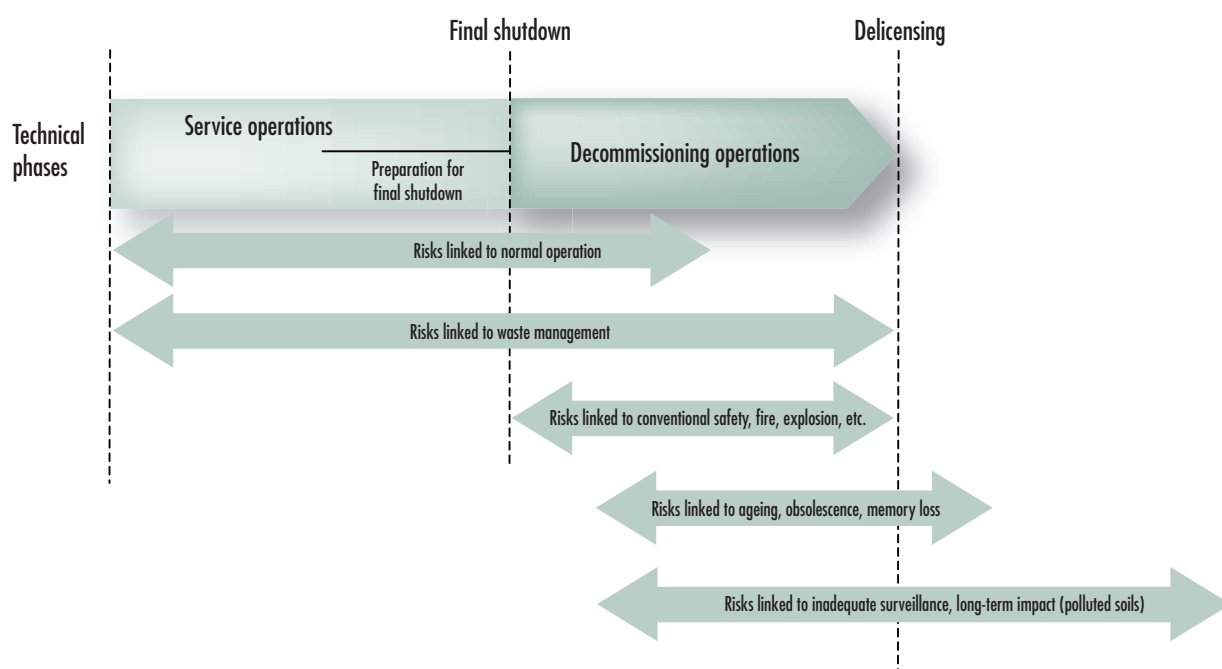 Final shutdown
Delicensing
Technical
phases
Service operations
Preparation for
final shutdown
Decommissioning operations
Risks linked to normal operation
Risks linked to waste management
Risks linked to conventional safety, fire, explosion, etc.
Risks linked to ageing, obsolescence, memory loss
Risks linked to inadequate surveillance, long-term impact (polluted soils)